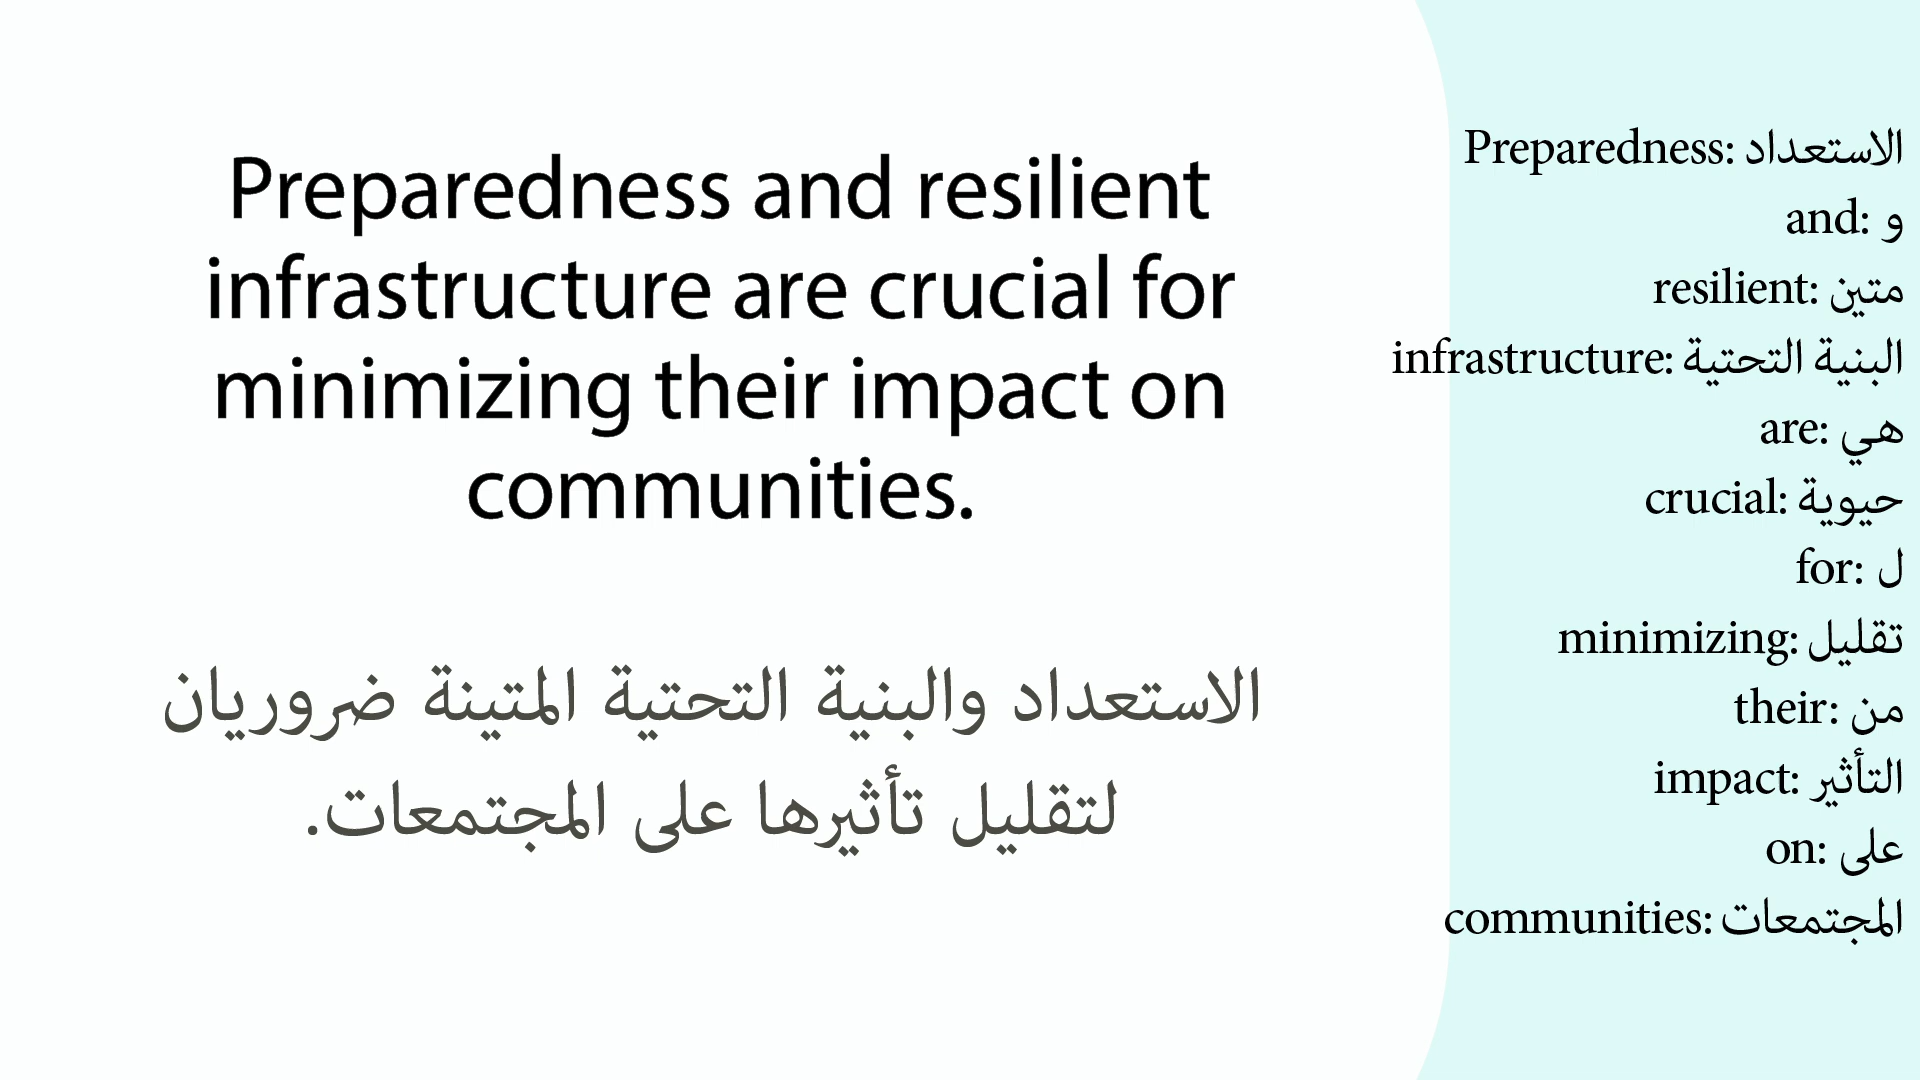 Preparedness and resilient
infrastructure are crucial for
minimizing their impact on
communities.
الاستعداد والبنية التحتية المتينة ضروريان
لتقليل تأثيرها على المجتمعات.
Preparedness: الاستعداد
and: و
resilient: متين
infrastructure: البنية التحتية
are: هي
crucial: حيوية
for: ل
minimizing: تقليل
their: من
impact: التأثير
on: على
communities: المجتمعات